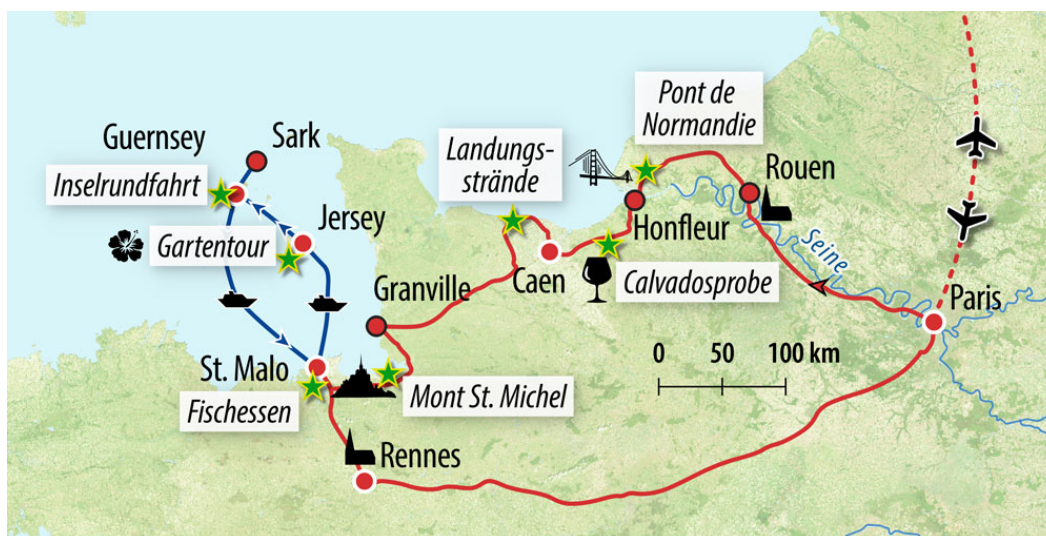 Pont de
Normandie
Guernsey
Sark
Landungs-
strände
Rouen
Inselrundfahrt
Jersey
Gartentour
Honfleur
Seine
Caen
Calvadosprobe
Granville
Paris
0 50 100 km
St. Malo
Mont St. Michel
Fischessen
Rennes